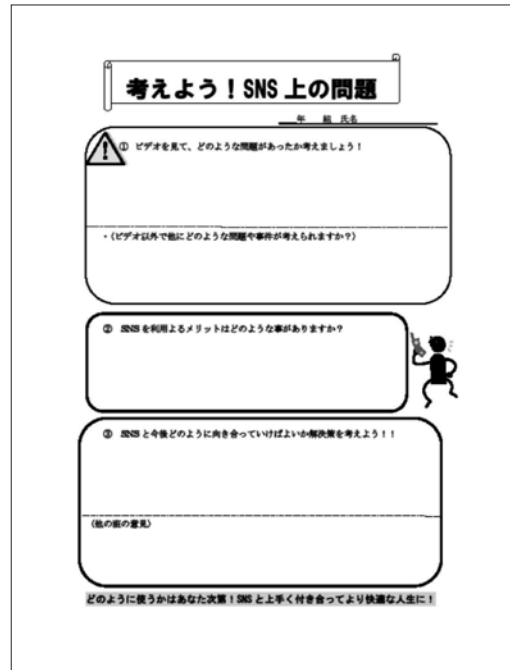 考えよう！SNS 上の問題
年　組　氏名
① ビデオを見て、どのような問題があったか考えましょう！
・（ビデオ以外で他にどのような問題や事件が考えられますか？）
② SNSを利用よるメリットはどのような事がありますか？
③ SNSと今後どのように向き合っていけばよいか解決策を考えよう！！
（他の班の意見）
どのように使うかはあなた次第！SNSと上手く付き合ってより快適な人生に！